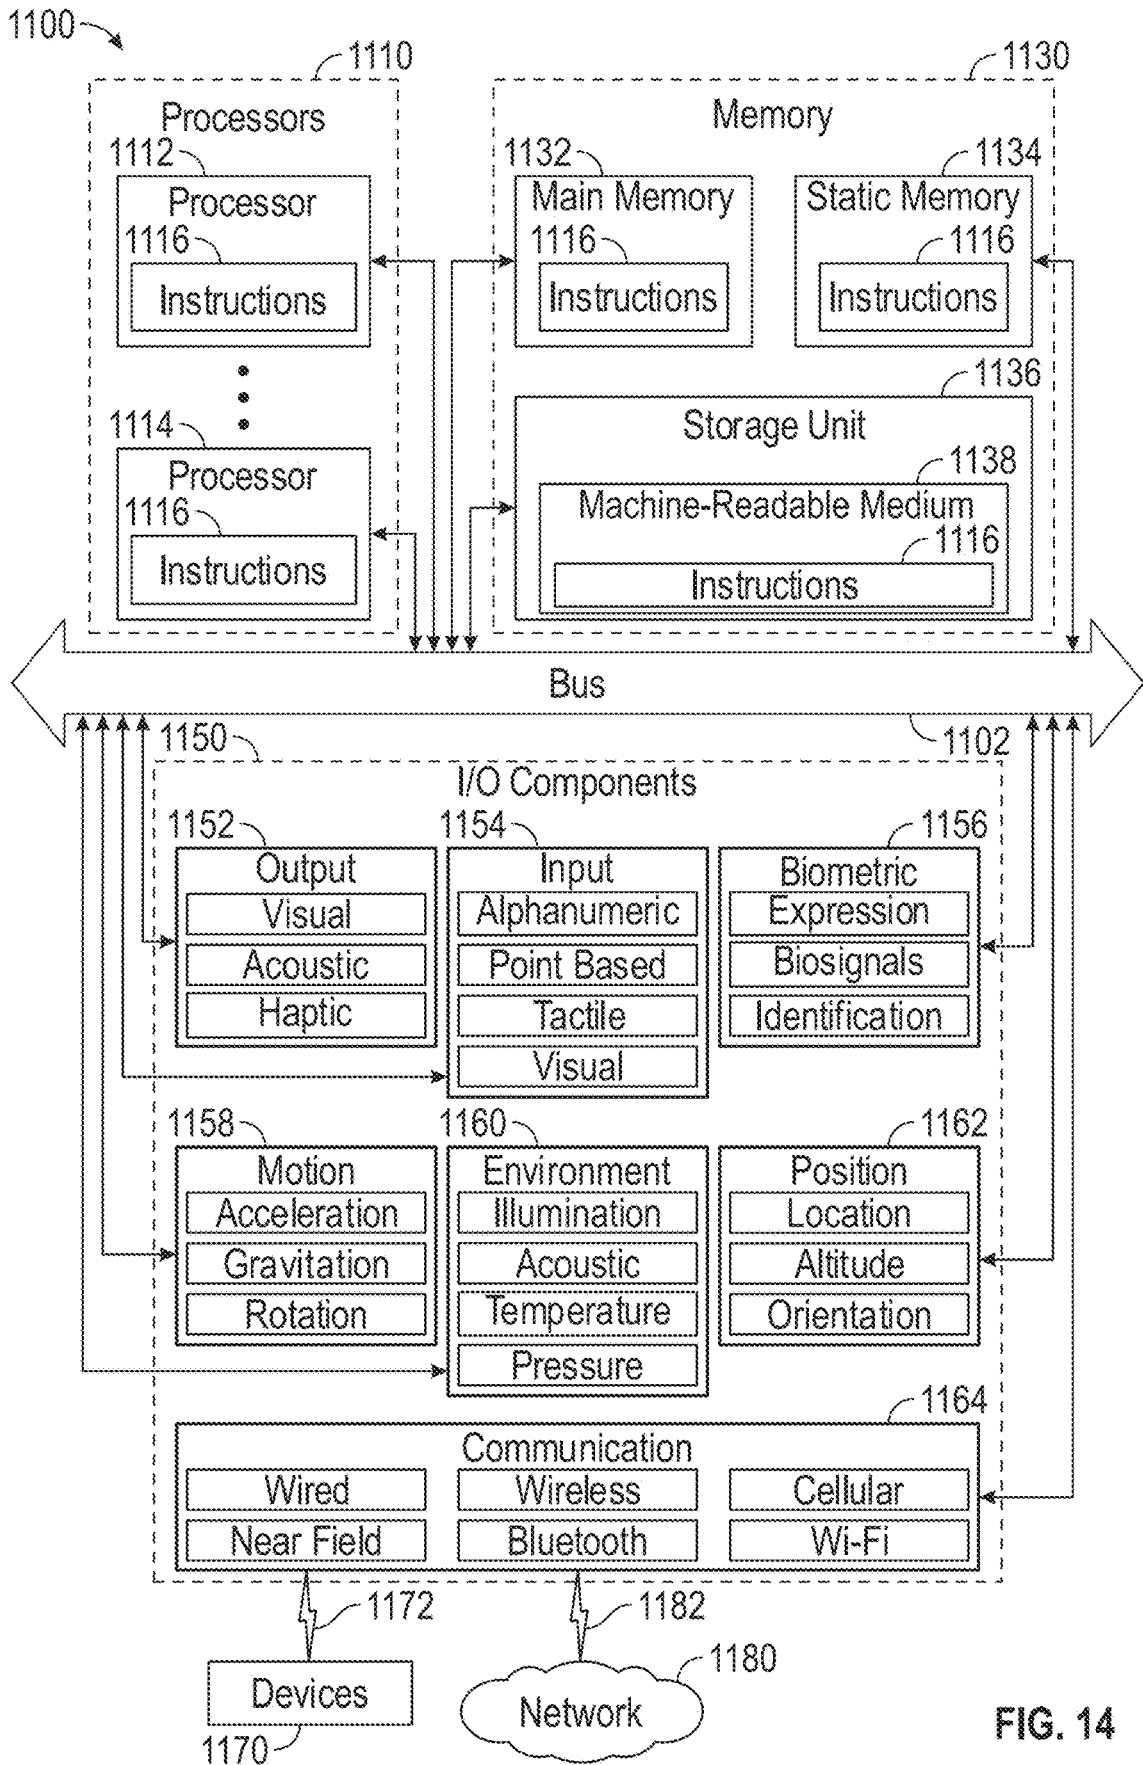 1100
1110
1130
Processors
Memory
1112
1132
1134
Processor
Main Memory
Static Memory
1116
1116
1116
Instructions
Instructions
Instructions
1136
1114
Storage Unit
Processor
1138
Machine-Readable Medium
1116
1116
Instructions
Instructions
Bus
1150
1102
I/O Components
1152
1154
1156
Output
Input
Biometric
Visual
Alphanumeric
Expression
Acoustic
Point Based
Biosignals
Haptic
Tactile
Identification
Visual
1158
1160
1162
Motion
Environment
Position
Acceleration
Illumination
Location
Gravitation
Acoustic
Altitude
Rotation
Temperature
Orientation
Pressure
1164
Communication
Wired
Wireless
Cellular
Near Field
Bluetooth
Wi-Fi
1172
1182
1180
Devices
Network
1170
FIG. 14